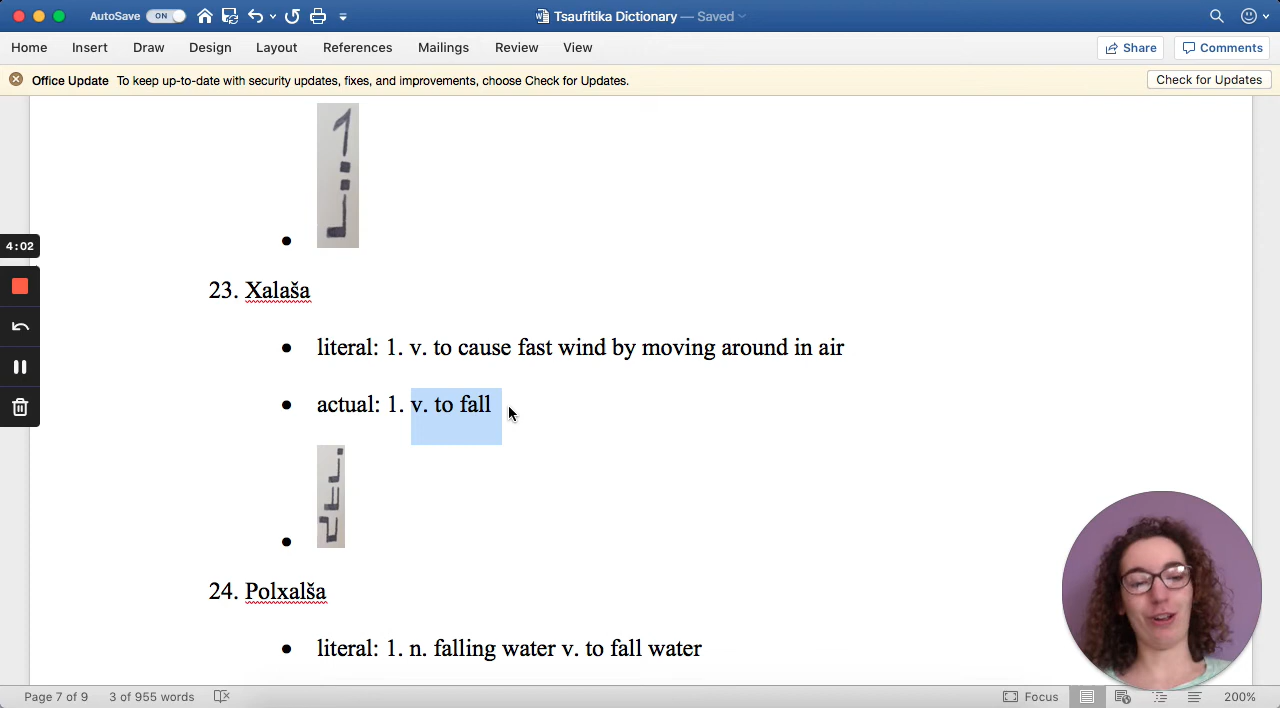 AutoSave ON Tsaufitika Dictionary — Saved
Home Insert Draw Design Layout References Mailings Review View Share Comments
Office Update To keep up-to-date with security updates, fixes, and improvements, choose Check for Updates. Check for Updates
4:02
23. Xalaša
• literal: 1. v. to cause fast wind by moving around in air
• actual: 1. v. to fall
24. Polxalša
• literal: 1. n. falling water v. to fall water
Page 7 of 9 3 of 955 words Focus 200%